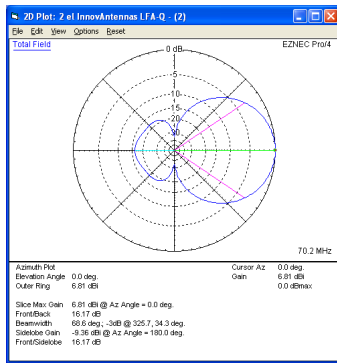 2D Plot: 2 el InnovAntennas LFA-Q - (2)
File Edit View Options Reset
Total Field
EZNEC Pro/4
0 dB
-5
-10
-15
-20
-30
70.2 MHz
Azimuth Plot
Elevation Angle 0.0 deg.
Outer Ring 6.81 dBi
Cursor Az 0.0 deg.
Gain 6.81 dBi
0.0 dBmax
Slice Max Gain 6.81 dBi @ Az Angle = 0.0 deg.
Front/Back 16.17 dB
Beamwidth 68.6 deg.; -3dB @ 325.7, 34.3 deg.
Sidelobe Gain -9.36 dBi @ Az Angle = 180.0 deg.
Front/Sidelobe 16.17 dB